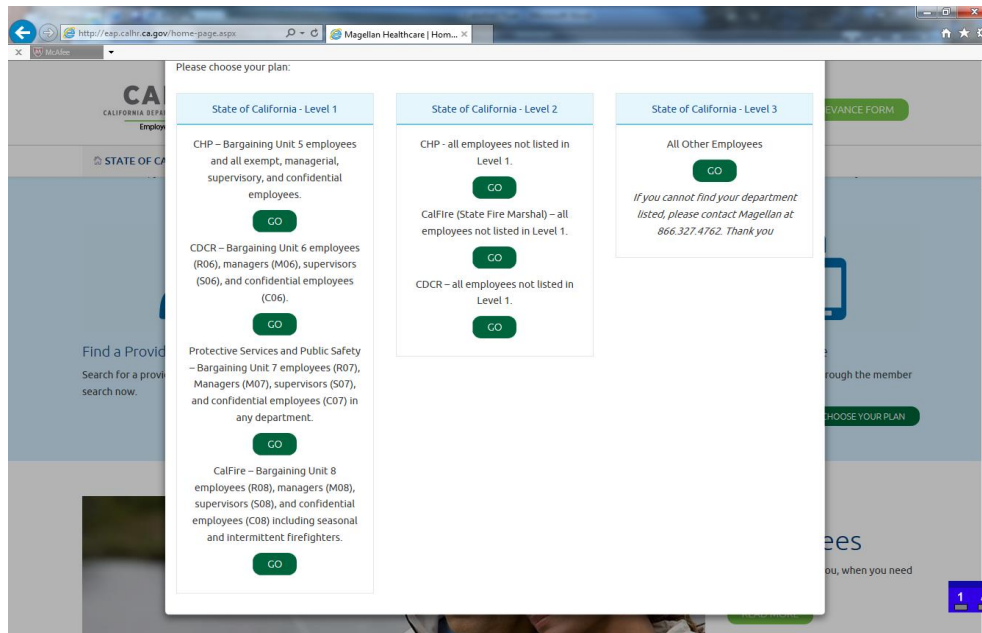 http://eap.calhr.ca.gov/home-page.aspx
Magellan Healthcare | Hom...
X McAfee
Please choose your plan:
CA
CALIFORNIA DEPA
Employe
EVANCE FORM
STATE OF CA
State of California - Level 1
CHP – Bargaining Unit 5 employees
and all exempt, managerial,
supervisory, and confidential
employees.
GO
CDCR – Bargaining Unit 6 employees
(R06), managers (M06), supervisors
(S06), and confidential employees
(C06).
GO
Protective Services and Public Safety
– Bargaining Unit 7 employees (R07),
Managers (M07), supervisors (S07),
and confidential employees (C07) in
any department.
GO
CalFire – Bargaining Unit 8
employees (R08), managers (M08),
supervisors (S08), and confidential
employees (C08) including seasonal
and intermittent firefighters.
GO
State of California - Level 2
CHP - all employees not listed in
Level 1.
GO
CalFIre (State Fire Marshal) – all
employees not listed in Level 1.
GO
CDCR – all employees not listed in
Level 1.
GO
State of California - Level 3
All Other Employees
GO
If you cannot find your department
listed, please contact Magellan at
866.327.4762. Thank you
Find a Provid
Search for a provi
search now.
rough the member
CHOOSE YOUR PLAN
ees
ou, when you need
READ MORE
1